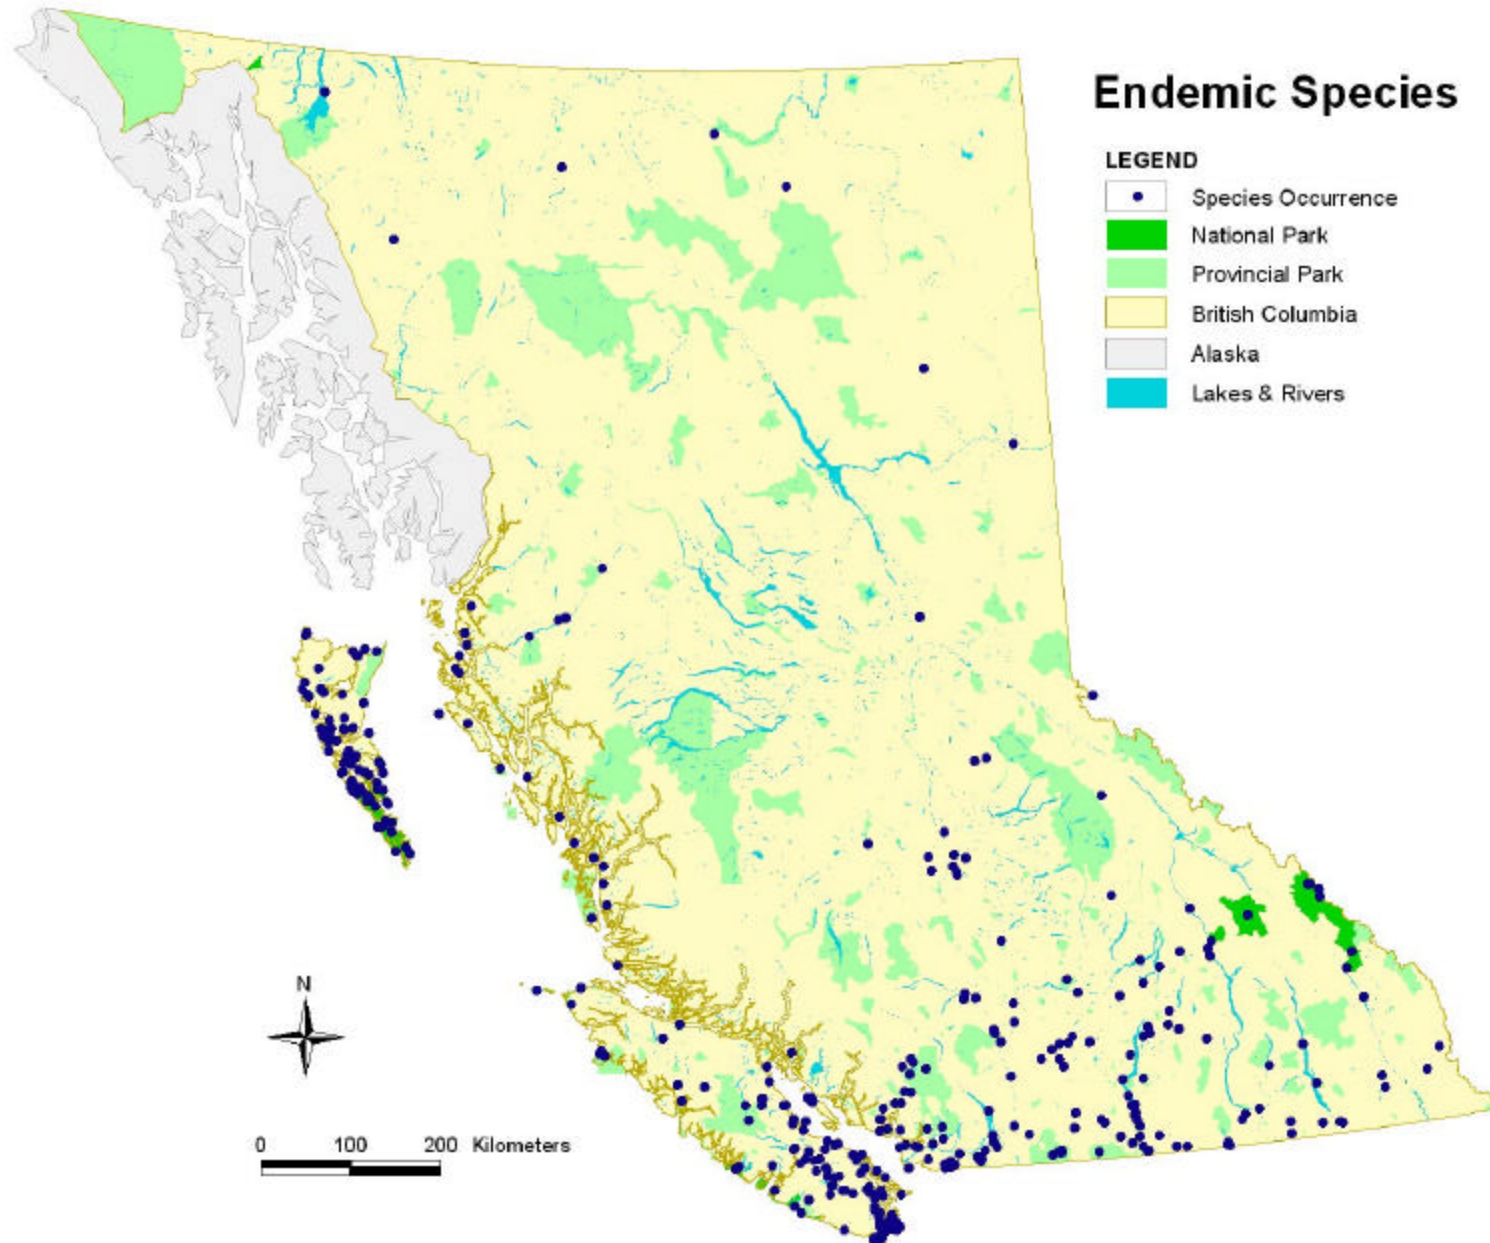 Endemic Species
LEGEND
Species Occurrence
National Park
Provincial Park
British Columbia
Alaska
Lakes & Rivers
N
0 100 200 Kilometers